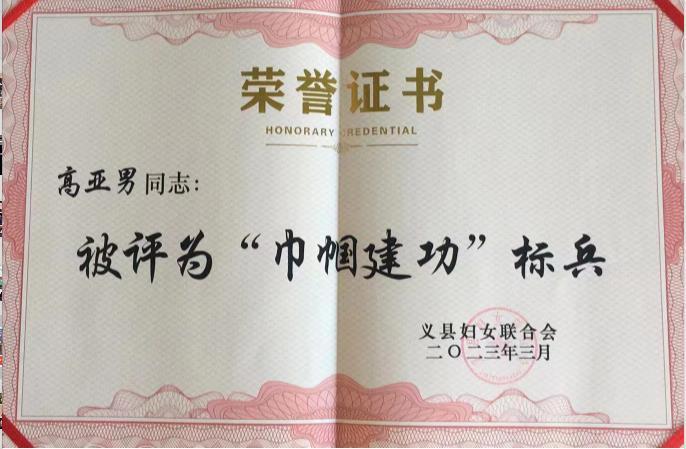 荣誉证书
HONORARY CREDENTIAL
高亚男同志：
被评为“巾帼建功”标兵
义县妇女联合会
二〇二三年三月